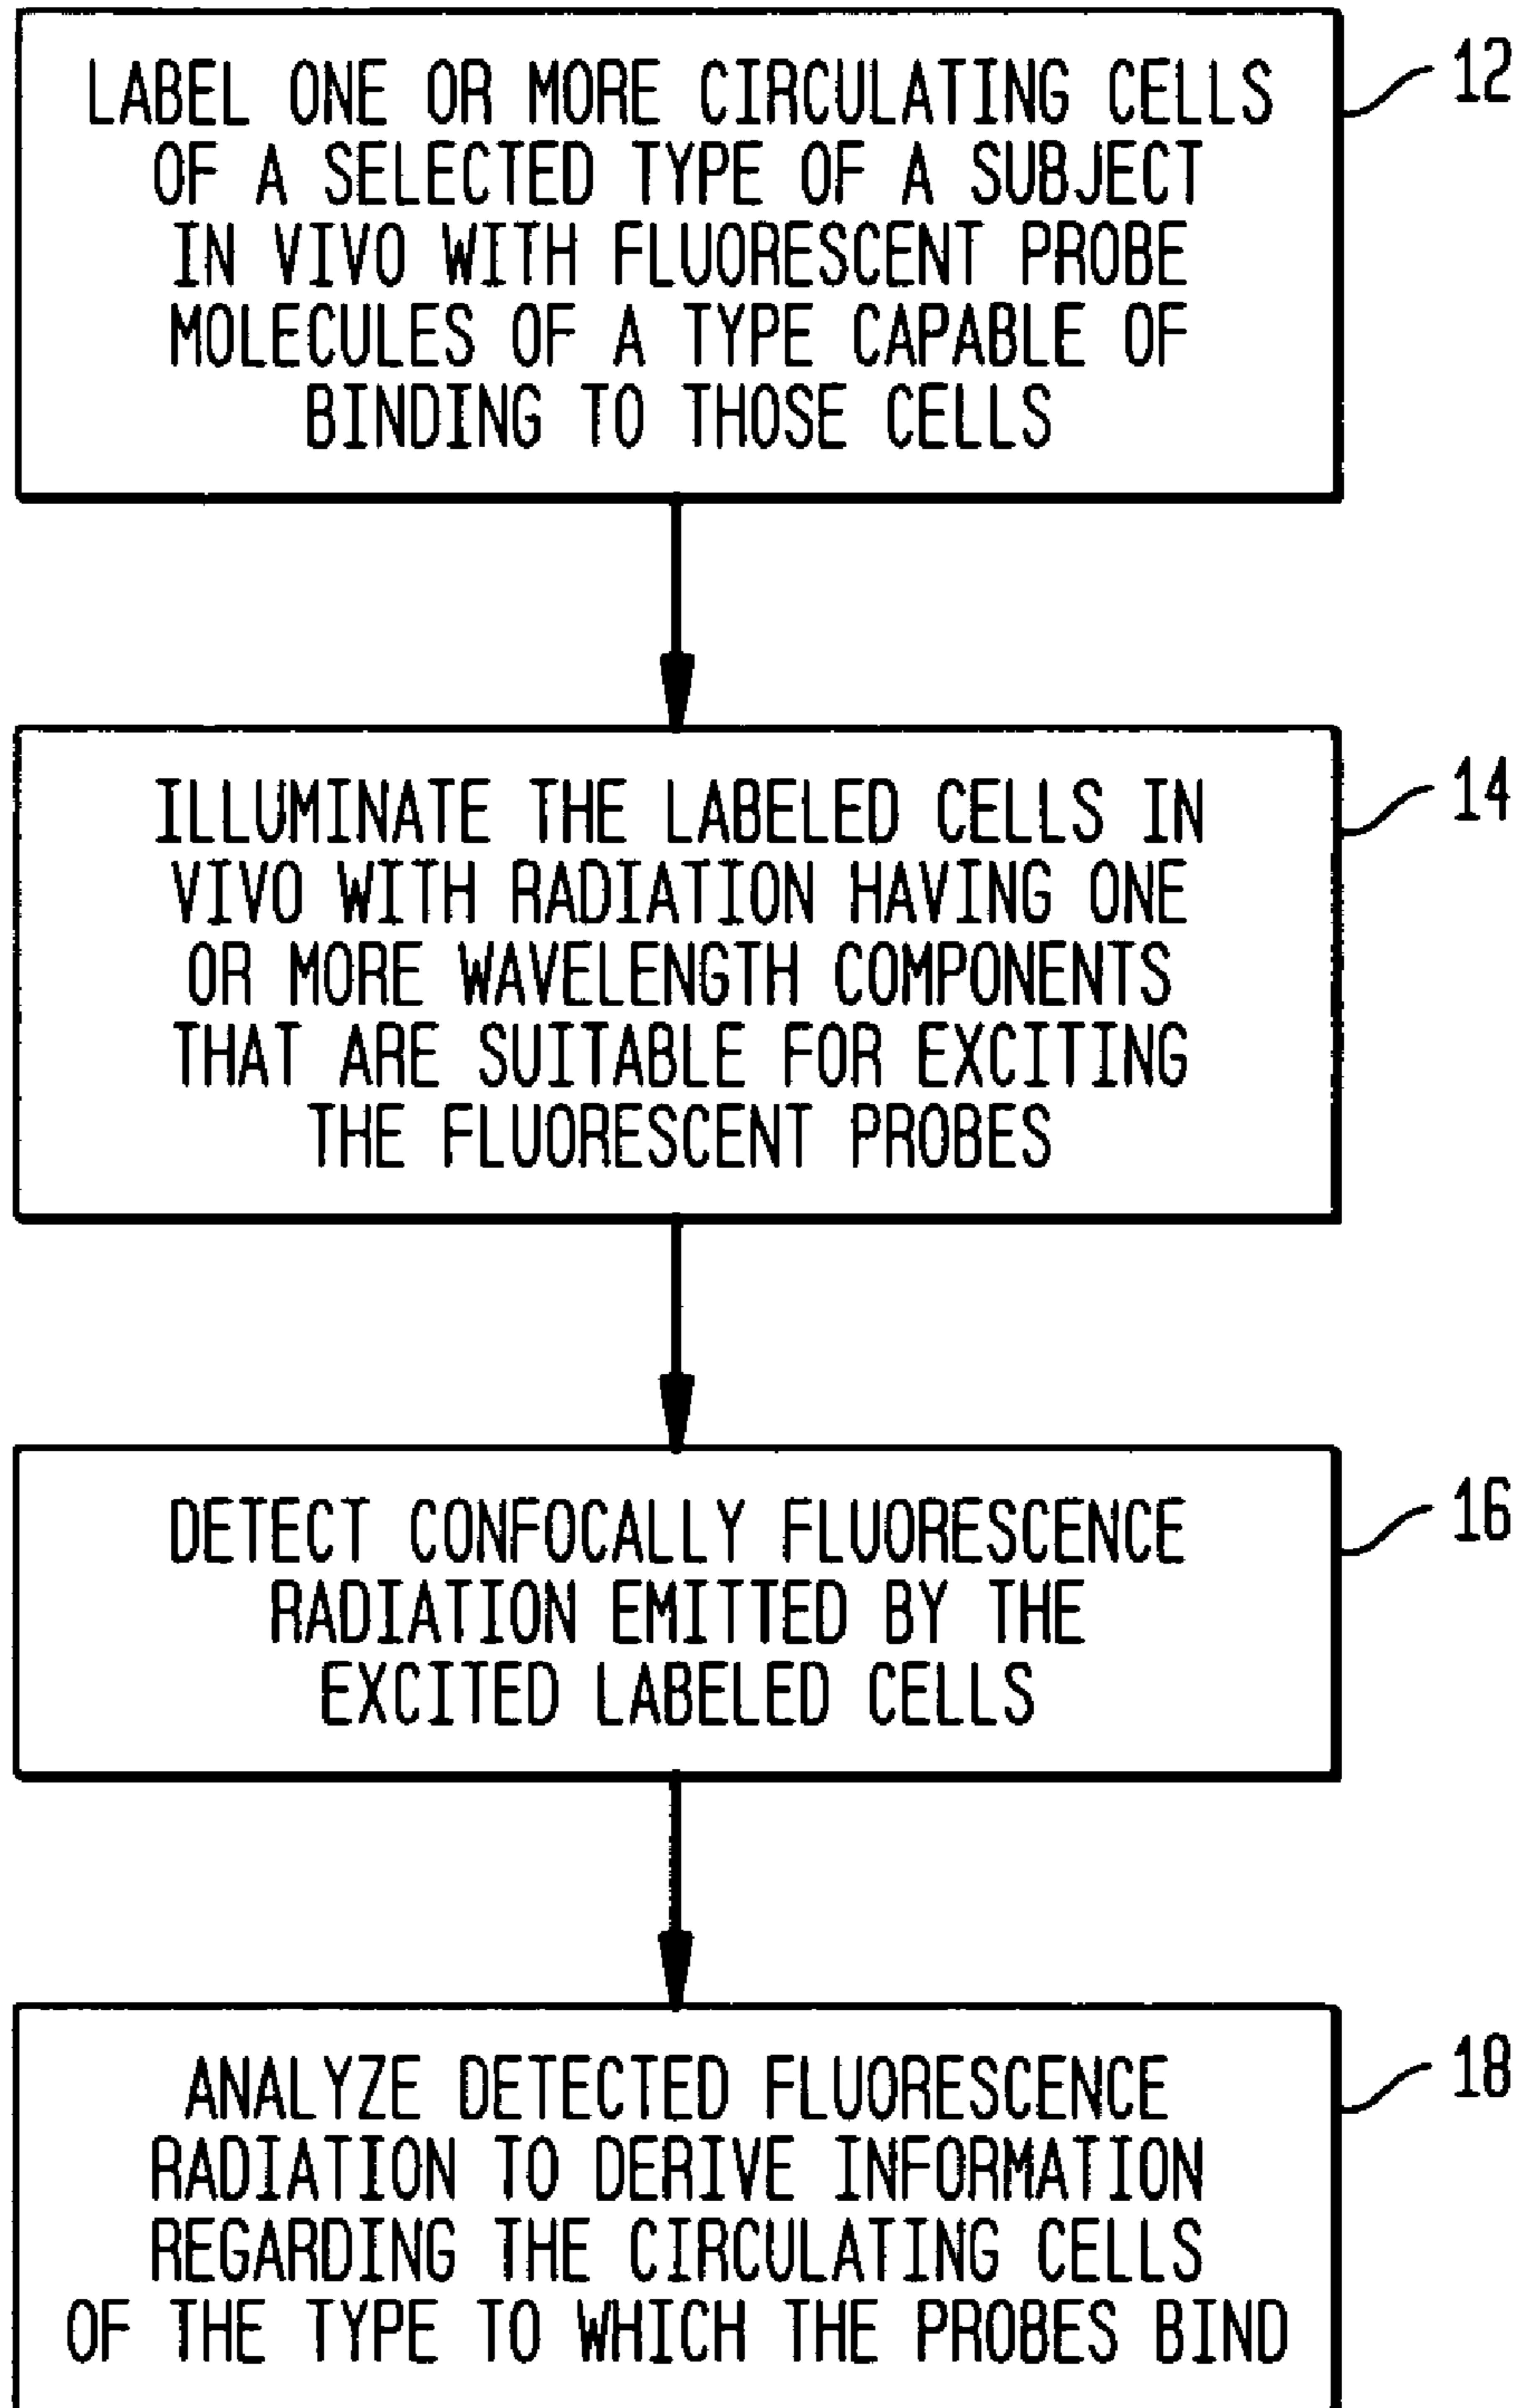 LABEL ONE OR MORE CIRCULATING CELLS
OF A SELECTED TYPE OF A SUBJECT
IN VIVO WITH FLUORESCENT PROBE
MOLECULES OF A TYPE CAPABLE OF
BINDING TO THOSE CELLS
12
ILLUMINATE THE LABELED CELLS IN
VIVO WITH RADIATION HAVING ONE
OR MORE WAVELENGTH COMPONENTS
THAT ARE SUITABLE FOR EXCITING
THE FLUORESCENT PROBES
14
DETECT CONFOCALLY FLUORESCENCE
RADIATION EMITTED BY THE
EXCITED LABELED CELLS
16
ANALYZE DETECTED FLUORESCENCE
RADIATION TO DERIVE INFORMATION
REGARDING THE CIRCULATING CELLS
OF THE TYPE TO WHICH THE PROBES BIND
18